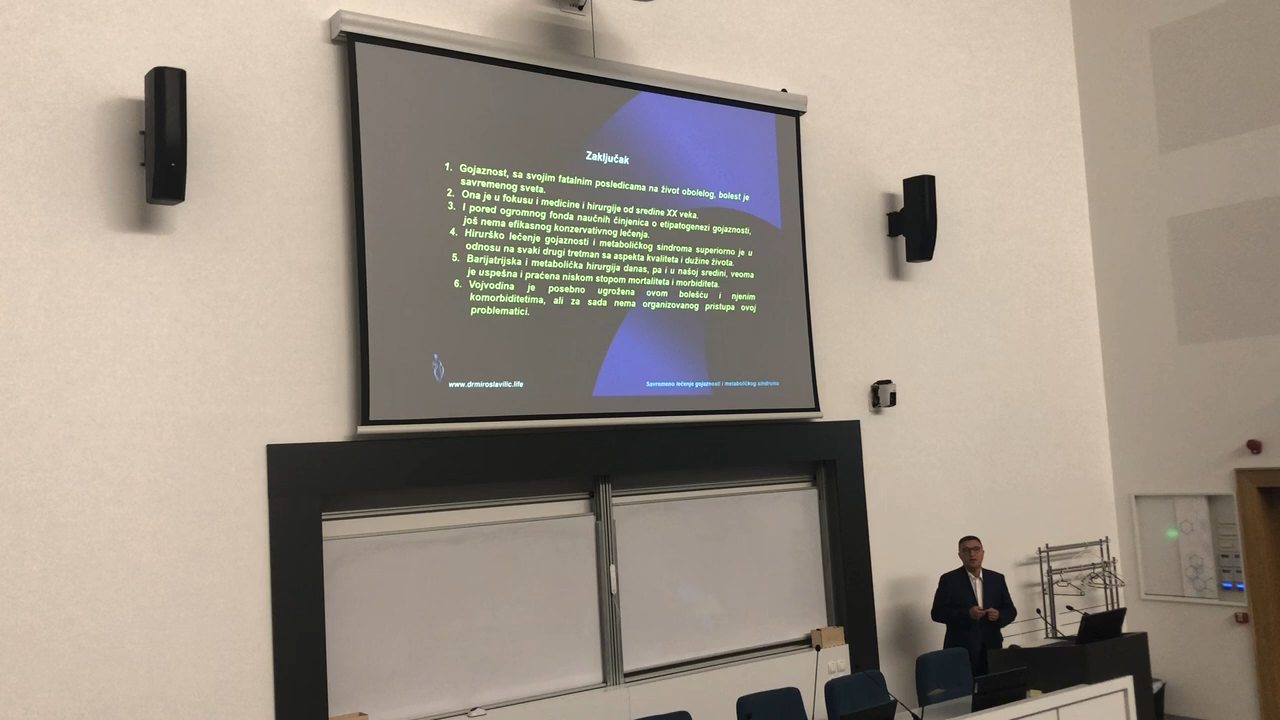 Zaključak
1. Gojaznost, sa svojim fatalnim posledicama na život obolelog, bolest je
savremenog sveta.
2. Ona je u fokusu i medicine i hirurgije od sredine XX veka.
3. I pored ogromnog fonda naučnih činjenica o etipatogenezi gojaznosti,
još nema efikasnog konzervativnog lečenja.
4. Hirurško lečenje gojaznosti i metaboličkog sindroma superiorno je u
odnosu na svaki drugi tretman sa aspekta kvaliteta i dužine života.
5. Barijatrijska i metabolička hirurgija danas, pa i u našoj sredini, veoma
je uspešna i praćena niskom stopom mortaliteta i morbiditeta.
6. Vojvodina je posebno ugrožena ovom bolešću i njenim
komorbiditetima, ali za sada nema organizovanog pristupa ovoj
problematici.
www.drmiroslavilic.life
Savremeno lečenje gojaznosti i metaboličkog sindroma